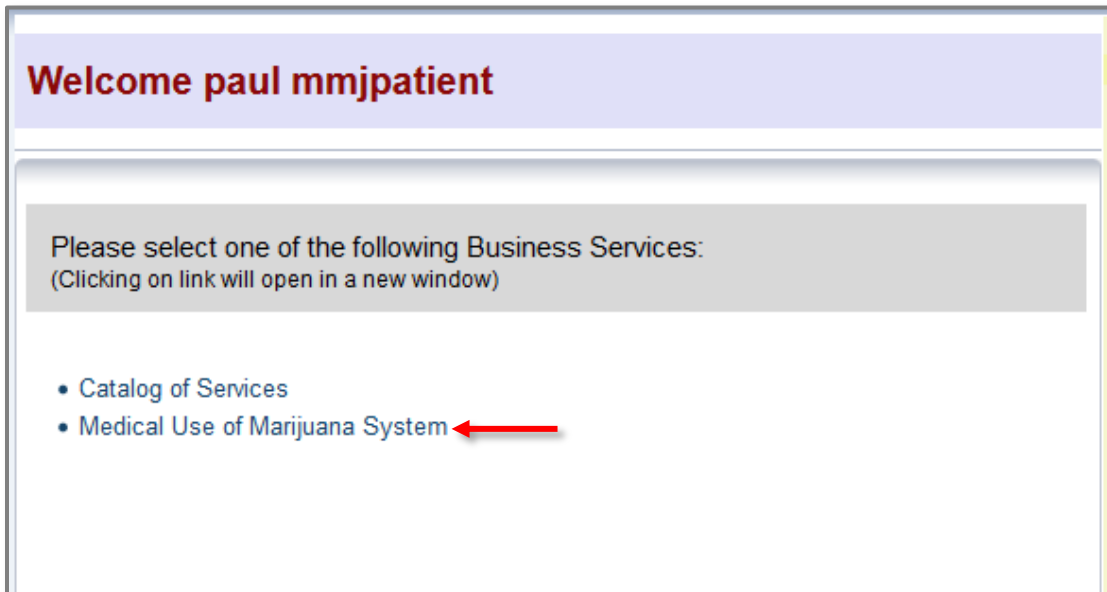 Welcome paul mmjpatient
Please select one of the following Business Services:
(Clicking on link will open in a new window)
• Catalog of Services
• Medical Use of Marijuana System